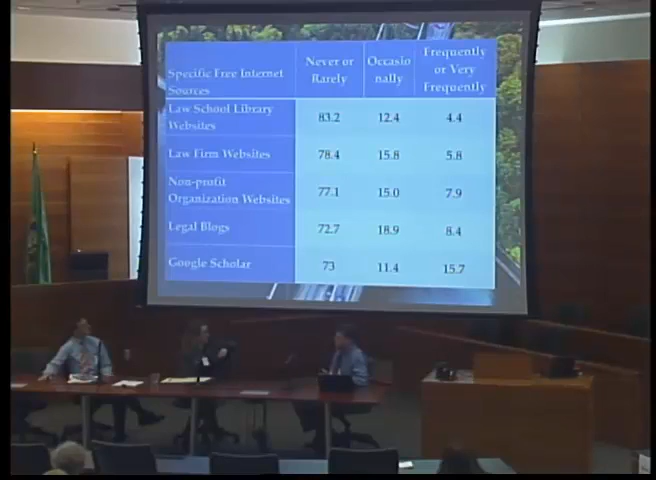 Specific Free Internet Sources Never or Rarely Occasio nally Frequently or Very Frequently
Law School Library Websites 83.2 12.4 4.4
Law Firm Websites 78.4 15.8 5.8
Non-profit Organization Websites 77.1 15.0 7.9
Legal Blogs 72.7 18.9 8.4
Google Scholar 73 11.4 15.7